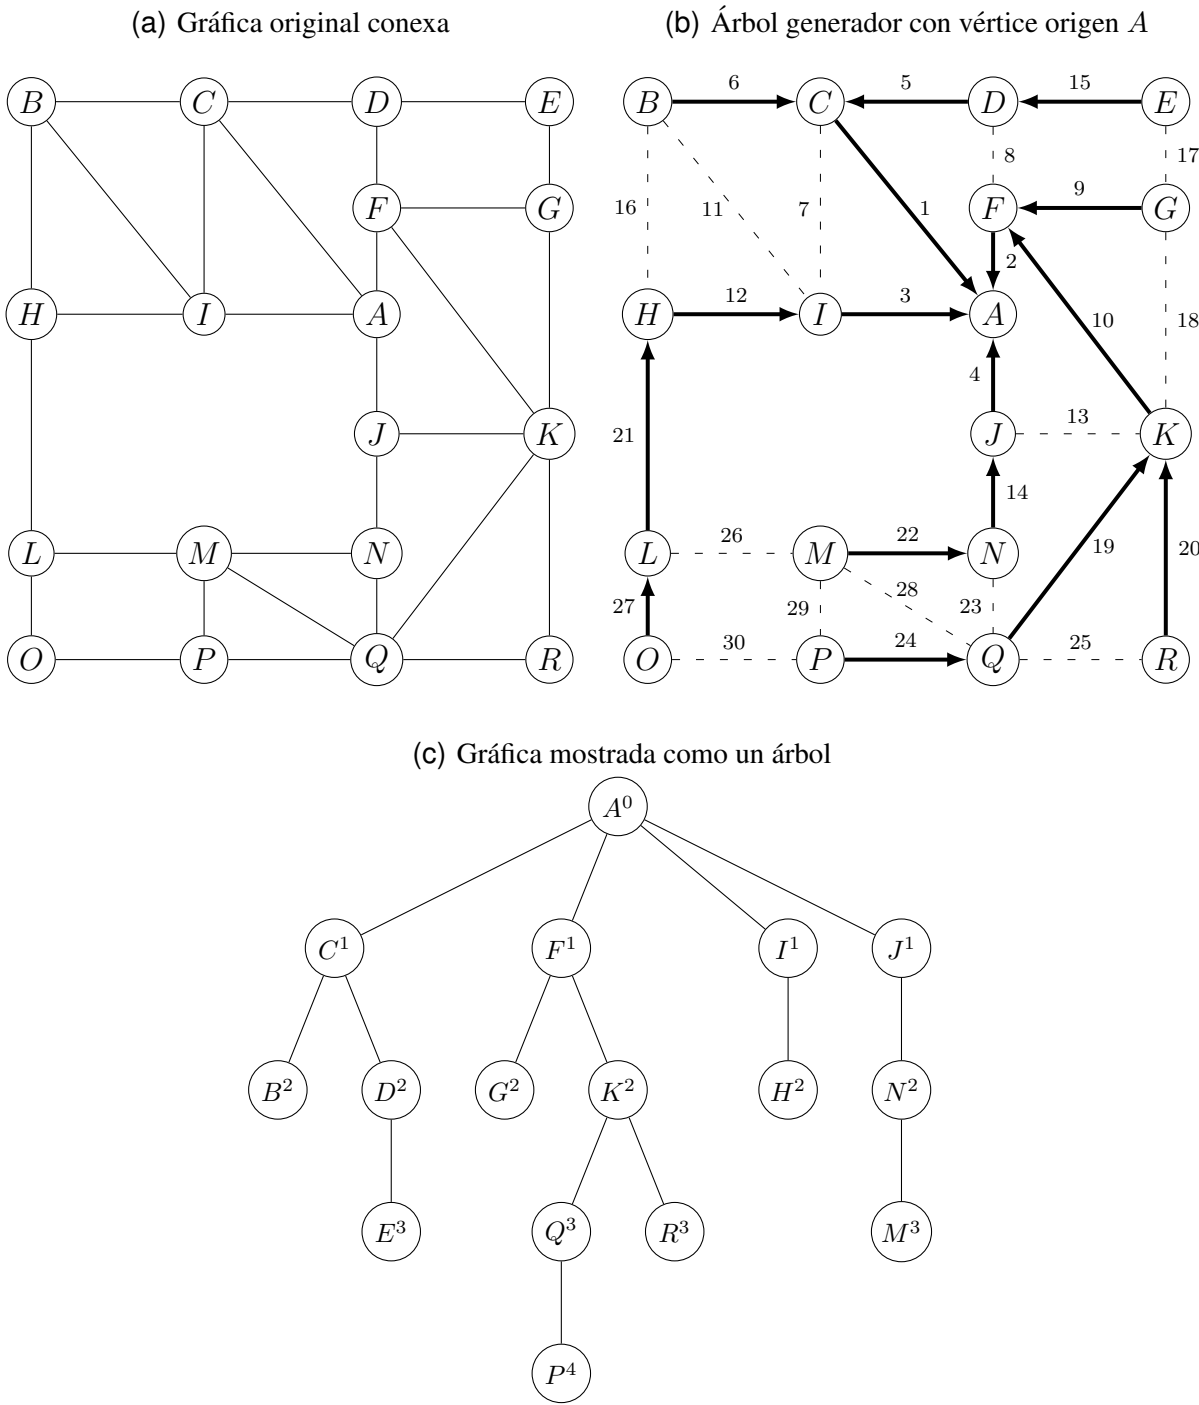 (a) Gráfica original conexa
(b) Árbol generador con vértice origen A
B C D E
F G
H I A
J K
L M N
O P Q R
B 6 C 5 D 15 E
16 11 7 8 17
1 F 9 G
2
H 12 I 3 A 10 18
4
21 J 13 K
14
L 26 M 22 N 19 20
27 29 28 23
O 30 P 24 Q 25 R
(c) Gráfica mostrada como un árbol
A⁰
C¹ F¹ I¹ J¹
B² D² G² K² H² N²
E³ Q³ R³ M³
P⁴